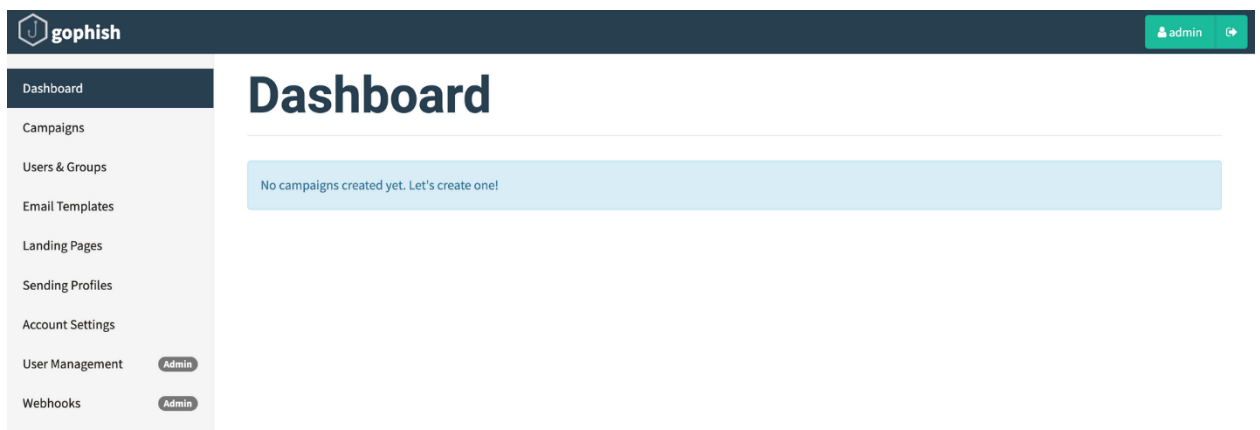 gophish
admin
Dashboard
Dashboard
Campaigns
Users & Groups
No campaigns created yet. Let's create one!
Email Templates
Landing Pages
Sending Profiles
Account Settings
User Management Admin
Webhooks Admin